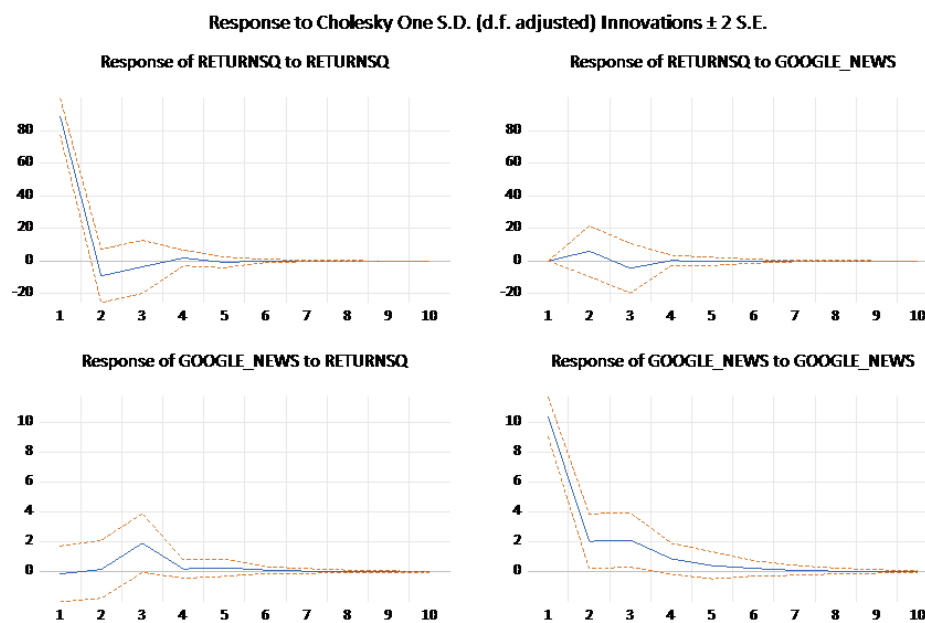 Response to Cholesky One S.D. (d.f. adjusted) Innovations ± 2 S.E.
Response of RETURNSQ to RETURNSQ
80
60
40
20
0
-20
1 2 3 4 5 6 7 8 9 10
Response of RETURNSQ to GOOGLE_NEWS
80
60
40
20
0
-20
1 2 3 4 5 6 7 8 9 10
Response of GOOGLE_NEWS to RETURNSQ
10
8
6
4
2
0
1 2 3 4 5 6 7 8 9 10
Response of GOOGLE_NEWS to GOOGLE_NEWS
10
8
6
4
2
0
1 2 3 4 5 6 7 8 9 10